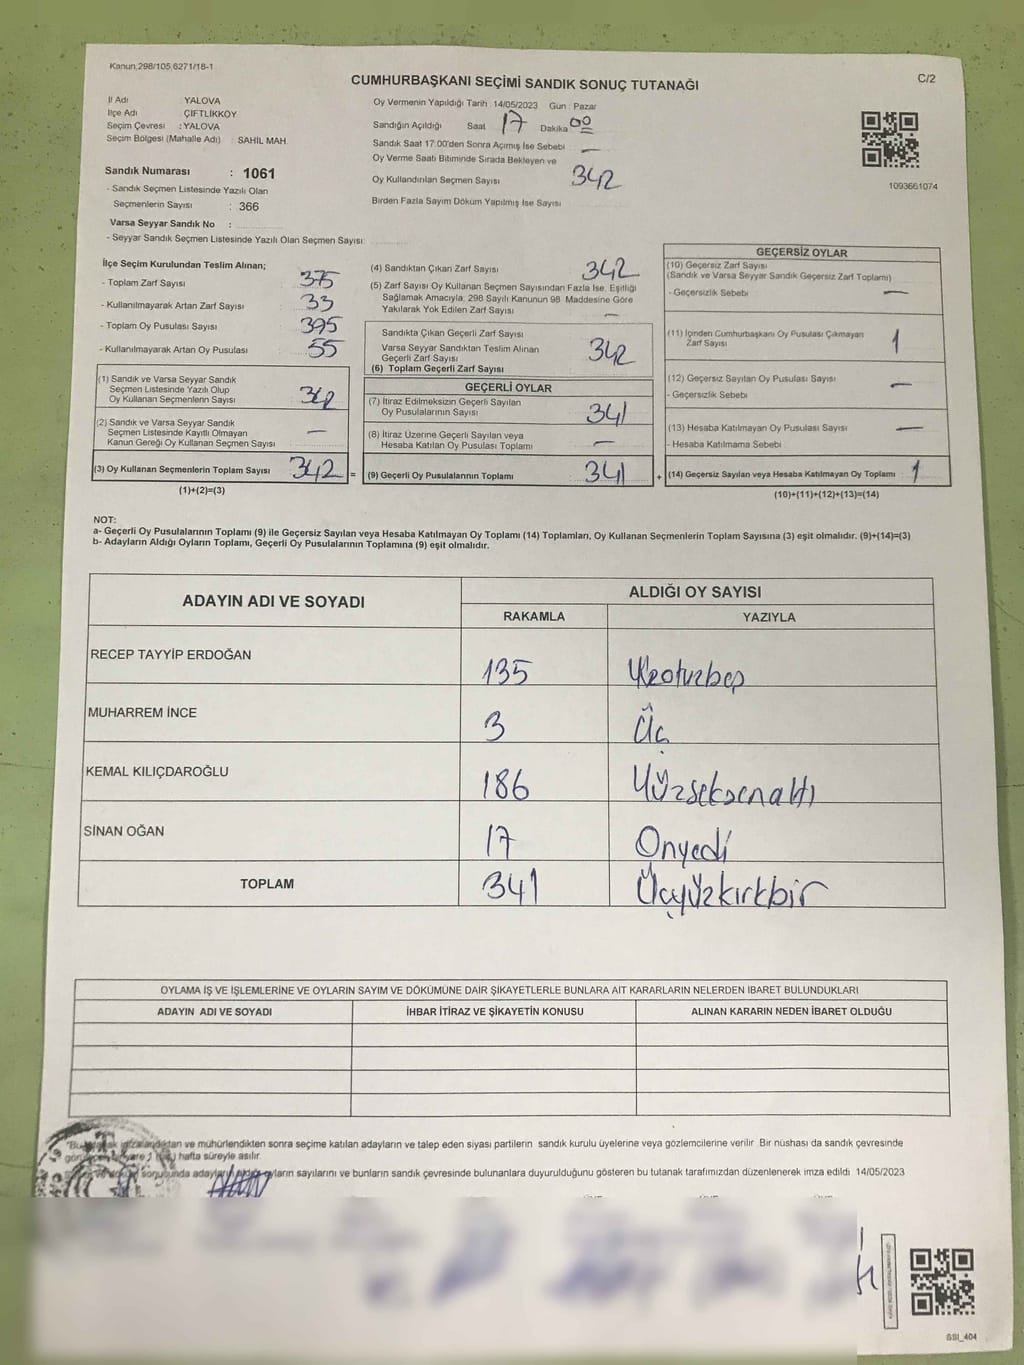 Kanun;298/105,6271/18-1
C/2
CUMHURBAŞKANI SEÇİMİ SANDIK SONUÇ TUTANAĞI
İl Adı YALOVA
İlçe Adı ÇİFTLİKKÖY
Seçim Çevresi : YALOVA
Seçim Bölgesi (Mahalle Adı) : SAHİL MAH.
Sandık Numarası : 1061
- Sandık Seçmen Listesinde Yazılı Olan
Seçmenlerin Sayısı : 366
Varsa Seyyar Sandık No :
- Seyyar Sandık Seçmen Listesinde Yazılı Olan Seçmen Sayısı:
Oy Vermenin Yapıldığı Tarih : 14/05/2023 Gün : Pazar
Sandığın Açıldığı Saat 17 Dakika 00
Sandık Saat 17:00'den Sonra Açımış İse Sebebi —
Oy Verme Saati Bitiminde Sırada Bekleyen ve
Oy Kullandırılan Seçmen Sayısı 342
Birden Fazla Sayım Döküm Yapılmış İse Sayısı
1093661074
İlçe Seçim Kurulundan Teslim Alınan;
- Toplam Zarf Sayısı : 375
- Kullanılmayarak Artan Zarf Sayısı : 33
- Toplam Oy Pusulası Sayısı : 395
- Kullanılmayarak Artan Oy Pusulası : 55
(1) Sandık ve Varsa Seyyar Sandık
Seçmen Listesinde Yazılı Olup
Oy Kullanan Seçmenlerin Sayısı 342
(2) Sandık ve Varsa Seyyar Sandık
Seçmen Listesinde Kayıtlı Olmayan
Kanun Gereği Oy Kullanan Seçmen Sayısı —
(3) Oy Kullanan Seçmenlerin Toplam Sayısı 342 =
(1)+(2)=(3)
(4) Sandıktan Çıkan Zarf Sayısı 342
(5) Zarf Sayısı Oy Kullanan Seçmen Sayısından Fazla İse, Eşitliği
Sağlamak Amacıyla; 298 Sayılı Kanunun 98. Maddesine Göre
Yakılarak Yok Edilen Zarf Sayısı —
Sandıkta Çıkan Geçerli Zarf Sayısı
Varsa Seyyar Sandıktan Teslim Alınan
Geçerli Zarf Sayısı
(6) Toplam Geçerli Zarf Sayısı 342
GEÇERLİ OYLAR
(7) İtiraz Edilmeksizin Geçerli Sayılan
Oy Pusulalarının Sayısı 341
(8) İtiraz Üzerine Geçerli Sayılan veya
Hesaba Katılan Oy Pusulası Toplamı —
(9) Geçerli Oy Pusulalarının Toplamı 341 +
GEÇERSİZ OYLAR
(10) Geçersiz Zarf Sayısı
(Sandık ve Varsa Seyyar Sandık Geçersiz Zarf Toplamı)
- Geçersizlik Sebebi —
(11) İçinden Cumhurbaşkanı Oy Pusulası Çıkmayan
Zarf Sayısı 1
(12) Geçersiz Sayılan Oy Pusulası Sayısı —
- Geçersizlik Sebebi
(13) Hesaba Katılmayan Oy Pusulası Sayısı —
- Hesaba Katılmama Sebebi
(14) Geçersiz Sayılan veya Hesaba Katılmayan Oy Toplamı 1
(10)+(11)+(12)+(13)=(14)
NOT:
a- Geçerli Oy Pusulalarının Toplamı (9) ile Geçersiz Sayılan veya Hesaba Katılmayan Oy Toplamı (14) Toplamları, Oy Kullanan Seçmenlerin Toplam Sayısına (3) eşit olmalıdır. (9)+(14)=(3)
b- Adayların Aldığı Oyların Toplamı, Geçerli Oy Pusulalarının Toplamına (9) eşit olmalıdır.
ADAYIN ADI VE SOYADI
ALDIĞI OY SAYISI
RAKAMLA YAZIYLA
RECEP TAYYİP ERDOĞAN 135
MUHARREM İNCE 3 Üç
KEMAL KILIÇDAROĞLU 186 Yüzseksenaltı
SİNAN OĞAN 17 Onyedi
TOPLAM 341 Üçyüzkırkbir
OYLAMA İŞ VE İŞLEMLERİNE VE OYLARIN SAYIM VE DÖKÜMÜNE DAİR ŞİKAYETLERLE BUNLARA AİT KARARLARIN NELERDEN İBARET BULUNDUKLARI
ADAYIN ADI VE SOYADI İHBAR İTİRAZ VE ŞİKAYETİN KONUSU ALINAN KARARIN NEDEN İBARET OLDUĞU
ve mühürlendikten sonra seçime katılan adayların ve talep eden siyasi partilerin sandık kurulu üyelerine veya gözlemcilerine verilir. Bir nüshası da sandık çevresinde
hafta süreyle asılır.
sayılarını ve bunların sandık çevresinde bulunanlara duyurulduğunu gösteren bu tutanak tarafımızdan düzenlenerek imza edildi. 14/05/2023
SSI_404